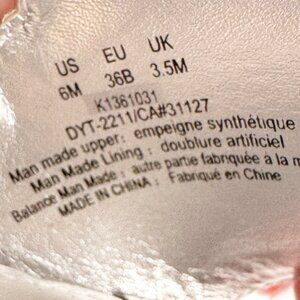 US EU UK
6M 36B 3.5M
K1361031
DYT-2211/CA#31127
Man made upper: empeigne synthétique
Man Made Lining : doublure artificiel
Balance Man Made : autre partie fabriquée a la m
MADE IN CHINA : Fabriqué en Chine